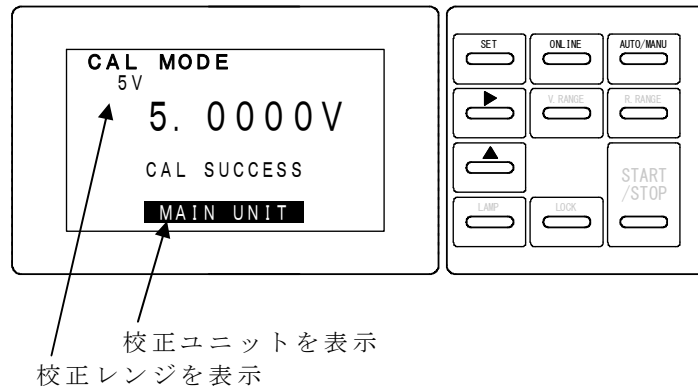 CAL MODE
5V
5. 0000V
CAL SUCCESS
MAIN UNIT
SET
ONLINE
AUTO/MANU
V.RANGE
R.RANGE
START
/STOP
LAMP
LOCK
校正ユニットを表示
校正レンジを表示